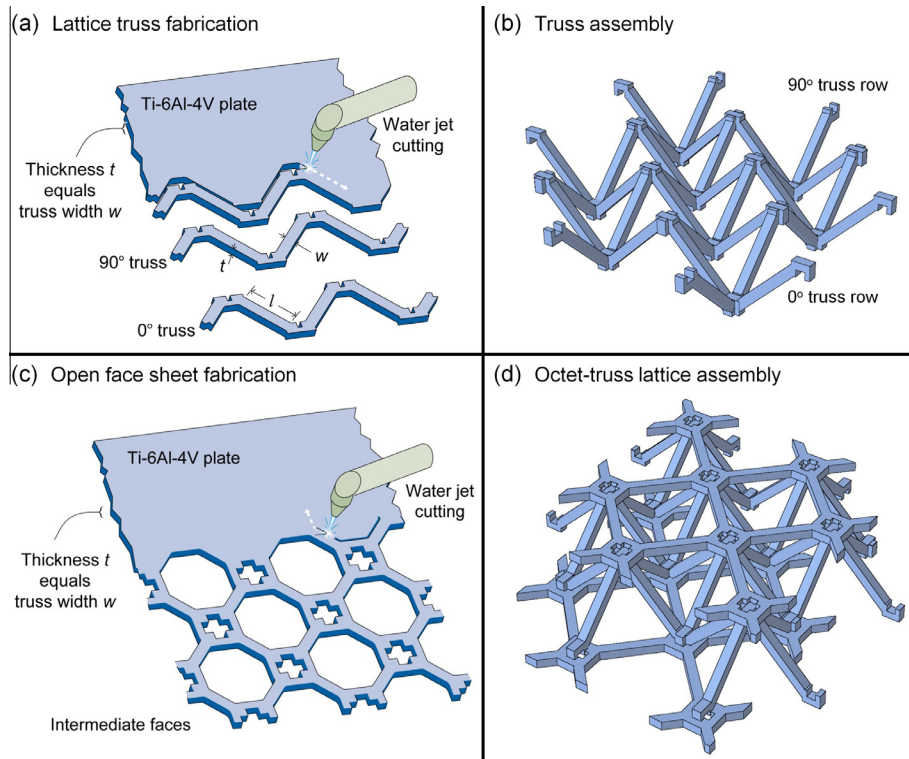 (a) Lattice truss fabrication
Ti-6Al-4V plate
Water jet
cutting
Thickness t
equals
truss width w
90° truss
t
w
l
0° truss
(b) Truss assembly
90° truss row
0° truss row
(c) Open face sheet fabrication
Ti-6Al-4V plate
Water jet
cutting
Thickness t
equals
truss width w
Intermediate faces
(d) Octet-truss lattice assembly